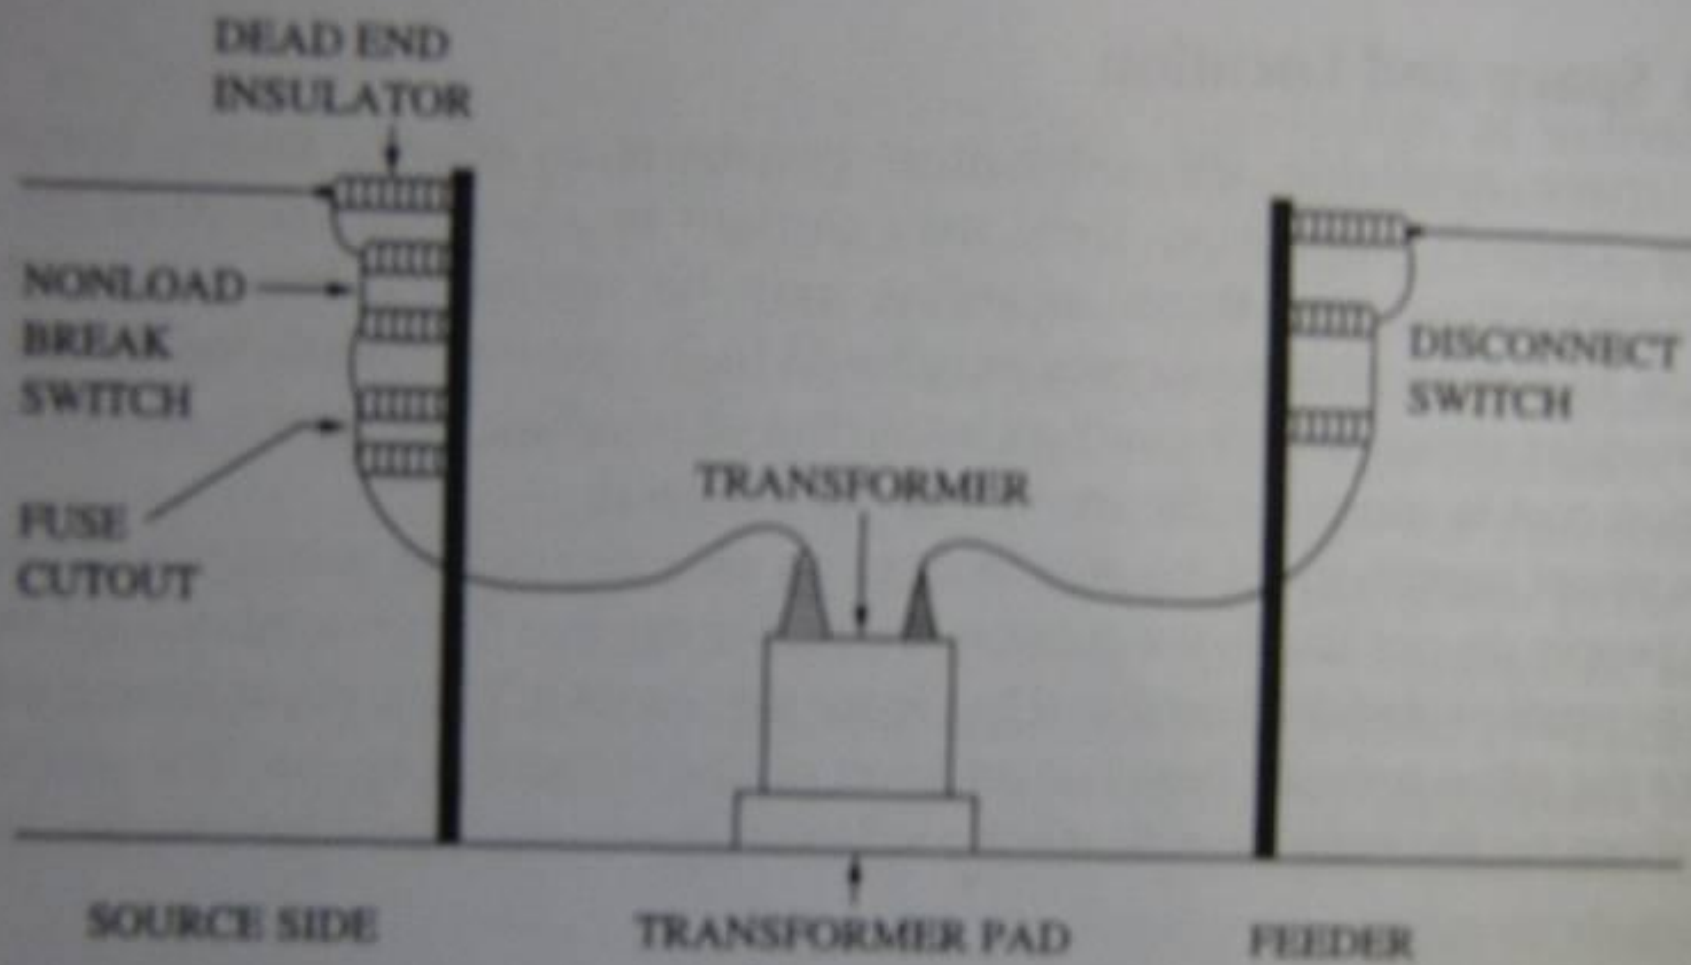 DEAD END
INSULATOR
NONLOAD
BREAK
SWITCH
DISCONNECT
SWITCH
TRANSFORMER
FUSE
CUTOUT
SOURCE SIDE
TRANSFORMER PAD
FEEDER